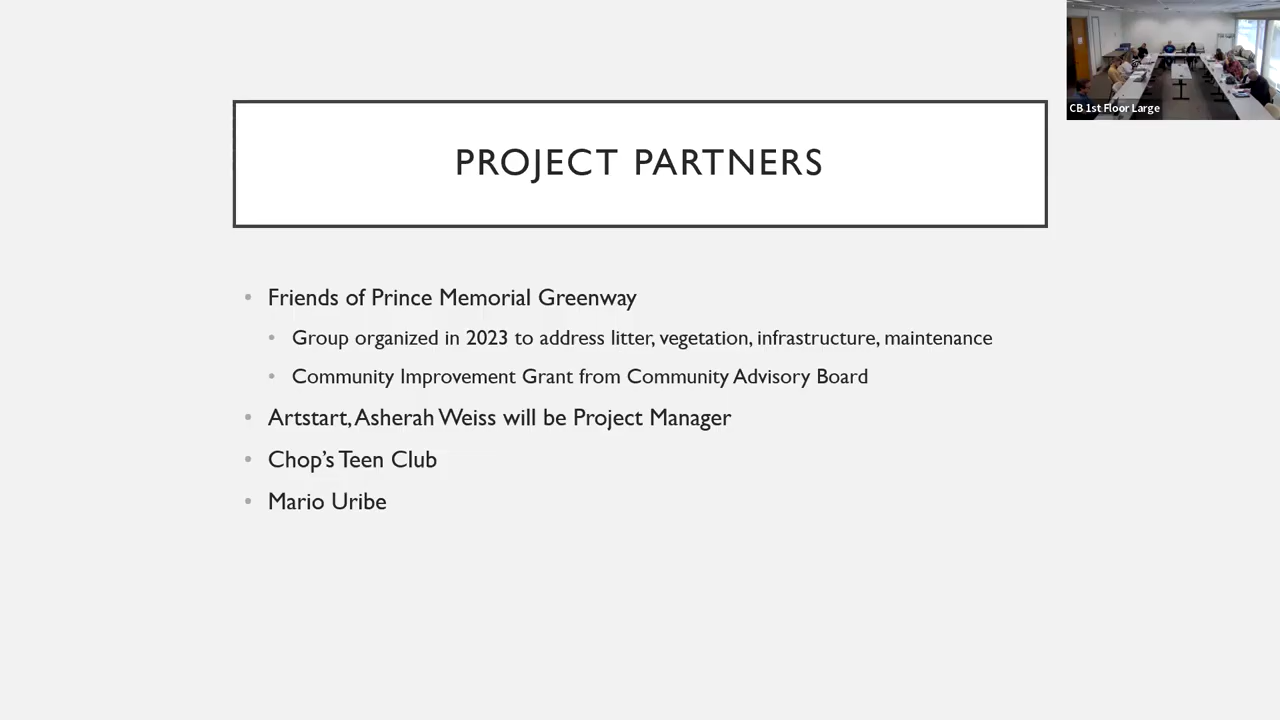 CB 1st Floor Large
PROJECT PARTNERS
• Friends of Prince Memorial Greenway
• Group organized in 2023 to address litter, vegetation, infrastructure, maintenance
• Community Improvement Grant from Community Advisory Board
• Artstart, Asherah Weiss will be Project Manager
• Chop's Teen Club
• Mario Uribe